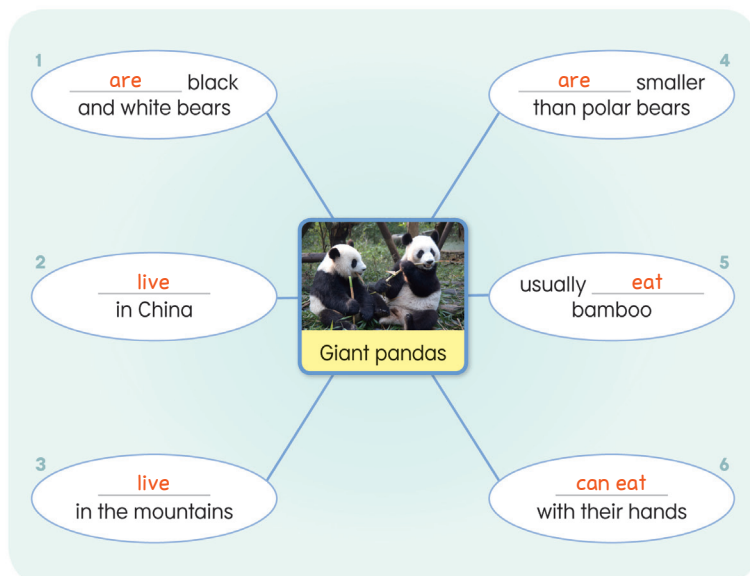 1
are black
and white bears
2
live
in China
3
live
in the mountains
Giant pandas
4
are smaller
than polar bears
5
usually eat
bamboo
6
can eat
with their hands